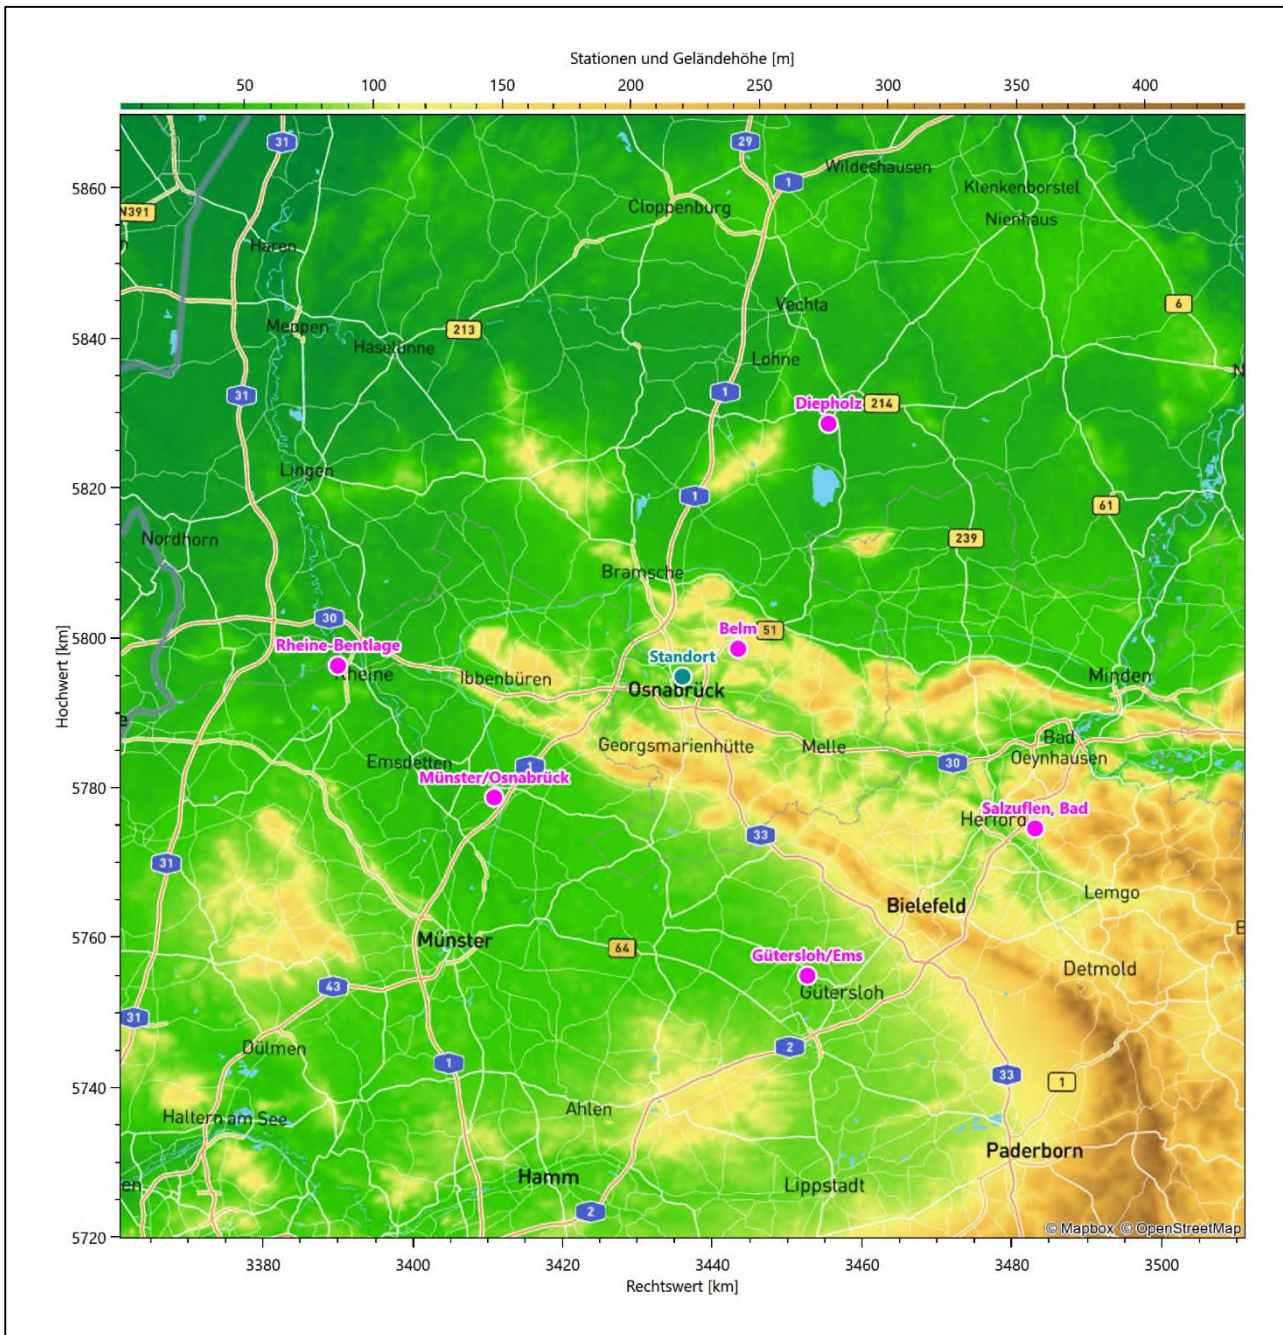 Stationen und Geländehöhe [m]
50 100 150 200 250 300 350 400
31
29
Wildeshausen
1
Klenkenborstel
5860
Cloppenburg
N391
Nienhaus
Haren
Vechta
6
Meppen
213
5840
Haselünne
Lohne
31
1
Diepholz
214
Lingen
5820
1
61
Nordhorn
239
Bramsche
30
Belm
51
5800
Rheine-Bentlage
Standort
Rheine
Ibbenbüren
Osnabrück
Minden
Hochwert [km]
Georgsmarienhütte
Melle
Bad
Oeynhausen
Emsdetten
1
30
5780
Münster/Osnabrück
Salzuflen, Bad
Herford
33
31
Lemgo
Bielefeld
5760
Münster
64
Gütersloh/Ems
Detmold
43
Gütersloh
31
Dülmen
2
1
33
1
5740
Ahlen
Haltern am See
Paderborn
Hamm
Lippstadt
en
2
5720
© Mapbox © OpenStreetMap
3380 3400 3420 3440 3460 3480 3500
Rechtswert [km]